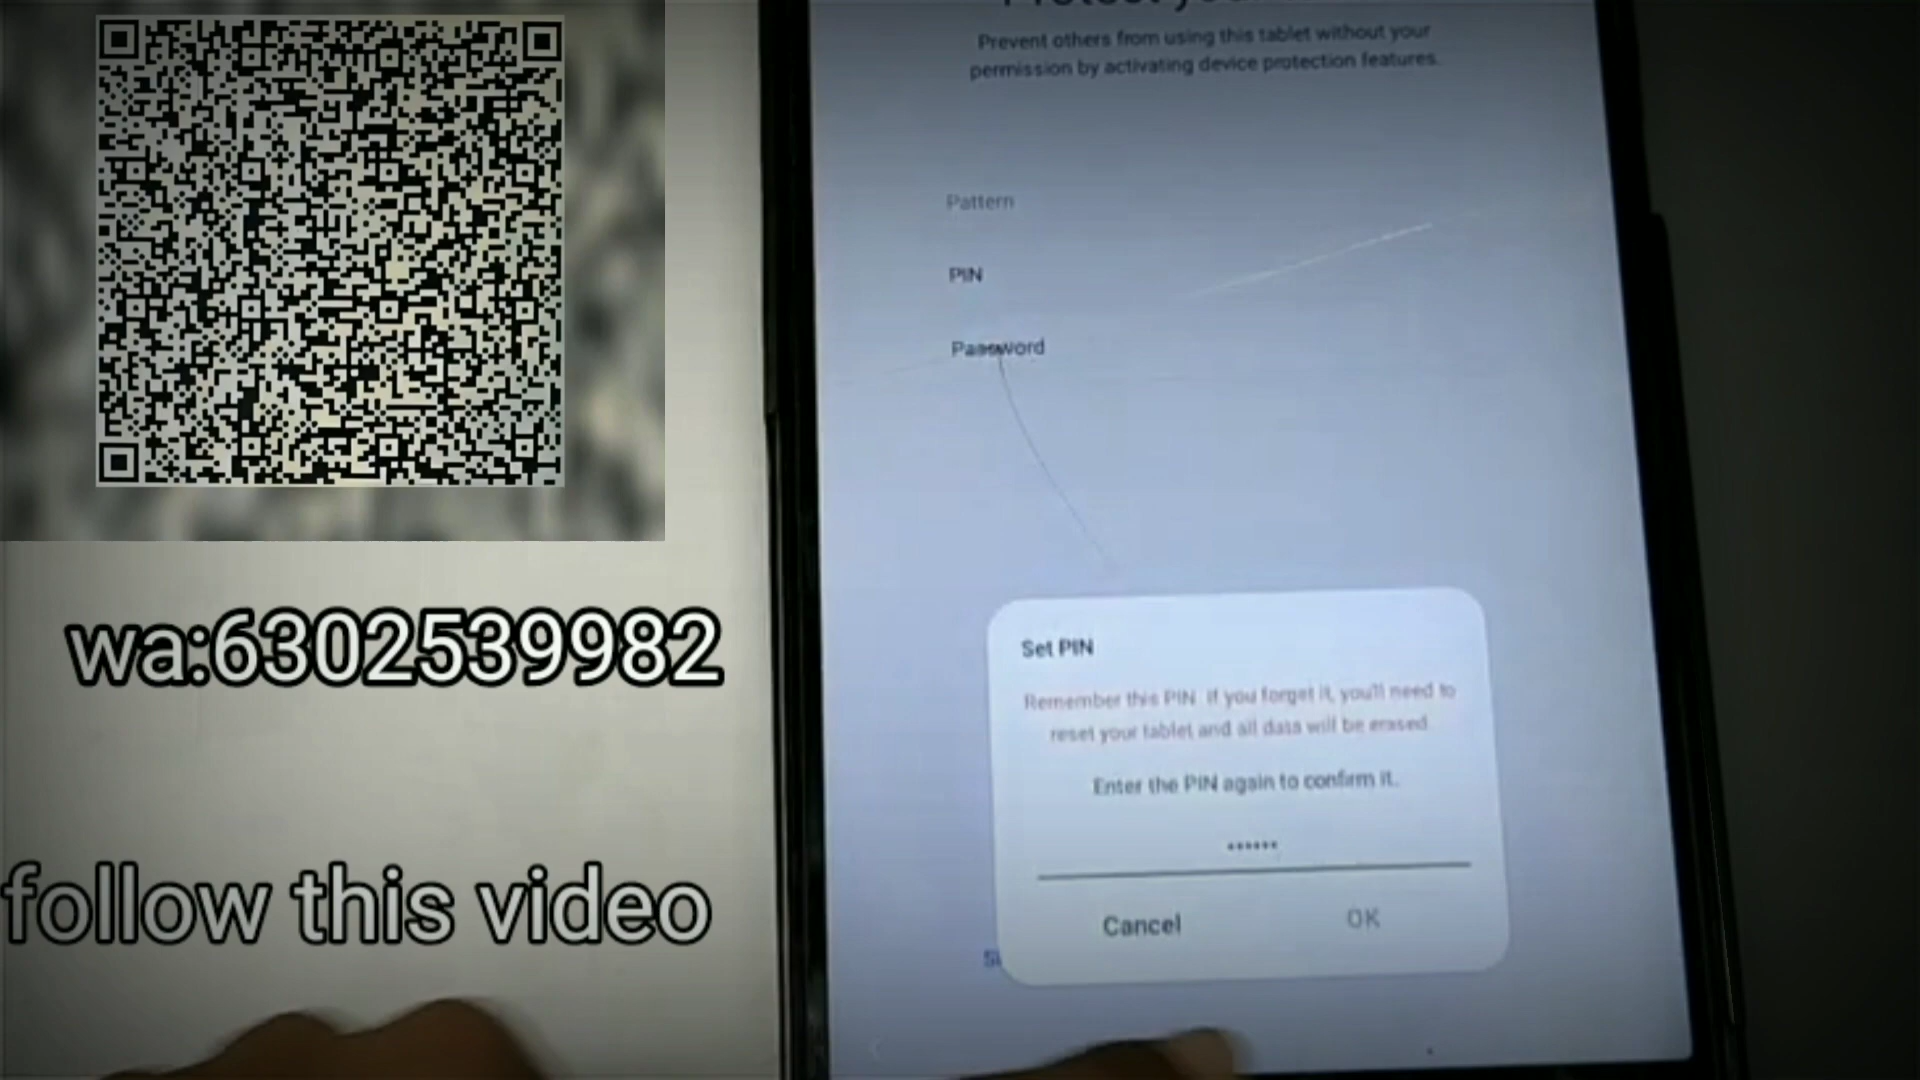 Prevent others from using this tablet without your
permission by activating device protection features.
Pattern
PIN
Password
wa:6302539982
Set PIN
Remember this PIN. If you forget it, you'll need to
reset your tablet and all data will be erased.
Enter the PIN again to confirm it.
••••••
Cancel
OK
follow this video